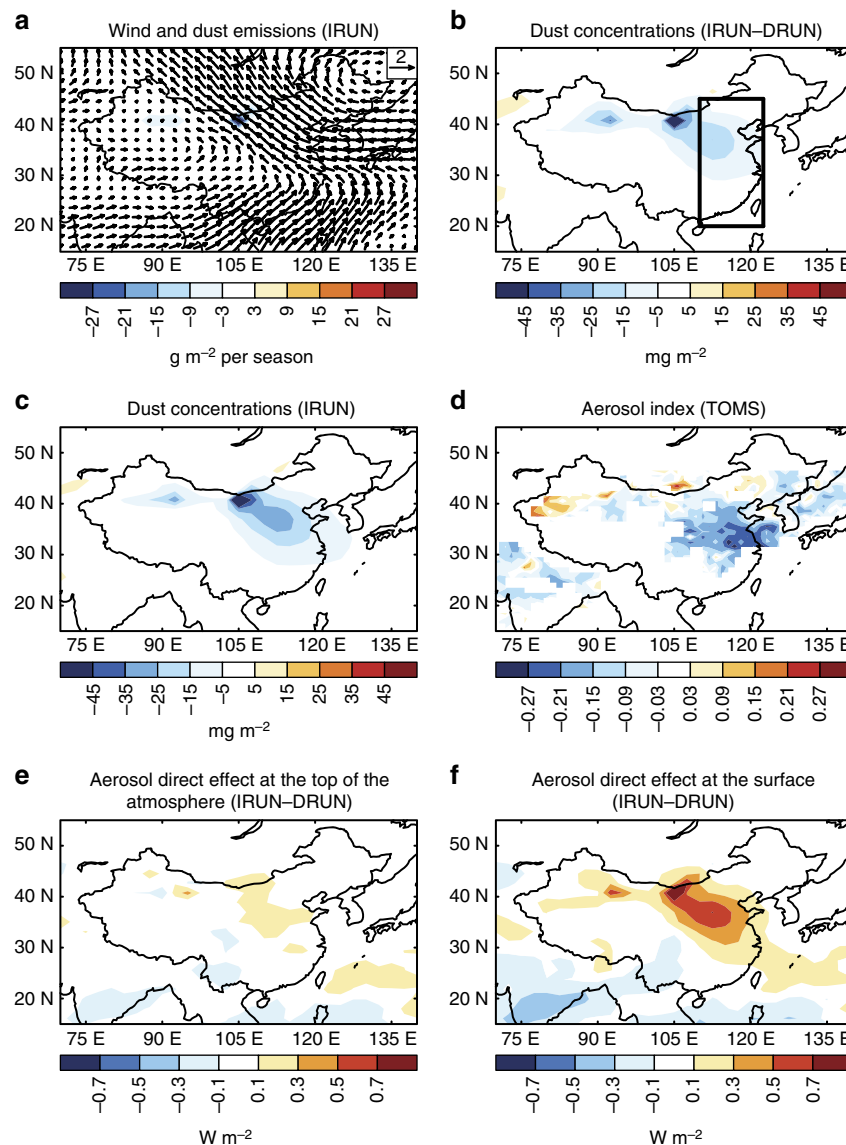 a
Wind and dust emissions (IRUN)
2
50 N
40 N
30 N
20 N
75 E 90 E 105 E 120 E 135 E
−27 −21 −15 −9 −3 3 9 15 21 27
g m−2 per season
b
Dust concentrations (IRUN–DRUN)
50 N
40 N
30 N
20 N
75 E 90 E 105 E 120 E 135 E
−45 −35 −25 −15 −5 5 15 25 35 45
mg m−2
c
Dust concentrations (IRUN)
50 N
40 N
30 N
20 N
75 E 90 E 105 E 120 E 135 E
−45 −35 −25 −15 5 5 15 25 35 45
mg m−2
d
Aerosol index (TOMS)
50 N
40 N
30 N
20 N
75 E 90 E 105 E 120 E 135 E
−0.27 −0.21 −0.15 −0.09 −0.03 0.03 0.09 0.15 0.21 0.27
e
Aerosol direct effect at the top of the
atmosphere (IRUN–DRUN)
50 N
40 N
30 N
20 N
75 E 90 E 105 E 120 E 135 E
−0.7 −0.5 −0.3 −0.1 0.1 0.3 0.5 0.7
W m−2
f
Aerosol direct effect at the surface
(IRUN–DRUN)
50 N
40 N
30 N
20 N
75 E 90 E 105 E 120 E 135 E
−0.7 −0.5 −0.3 −0.1 0.1 0.3 0.5 0.7
W m−2